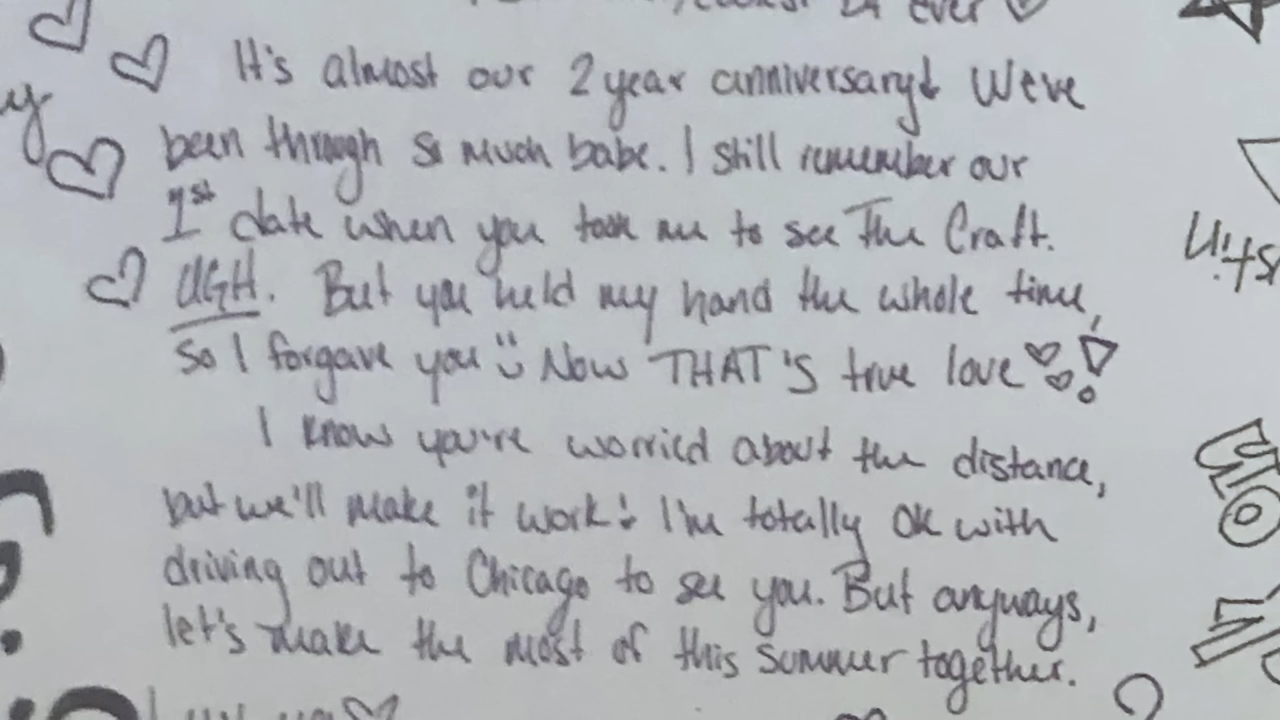 ever
It's almost our 2 year anniversary! We've
been through so much babe. I still remember our
1st date when you took me to see The Craft.
UGH. But you held my hand the whole time,
so I forgave you Now THAT'S true love !
I know you're worried about the distance,
but we'll make it work! I'm totally OK with
driving out to Chicago to see you. But anyways,
let's make the most of this summer together.